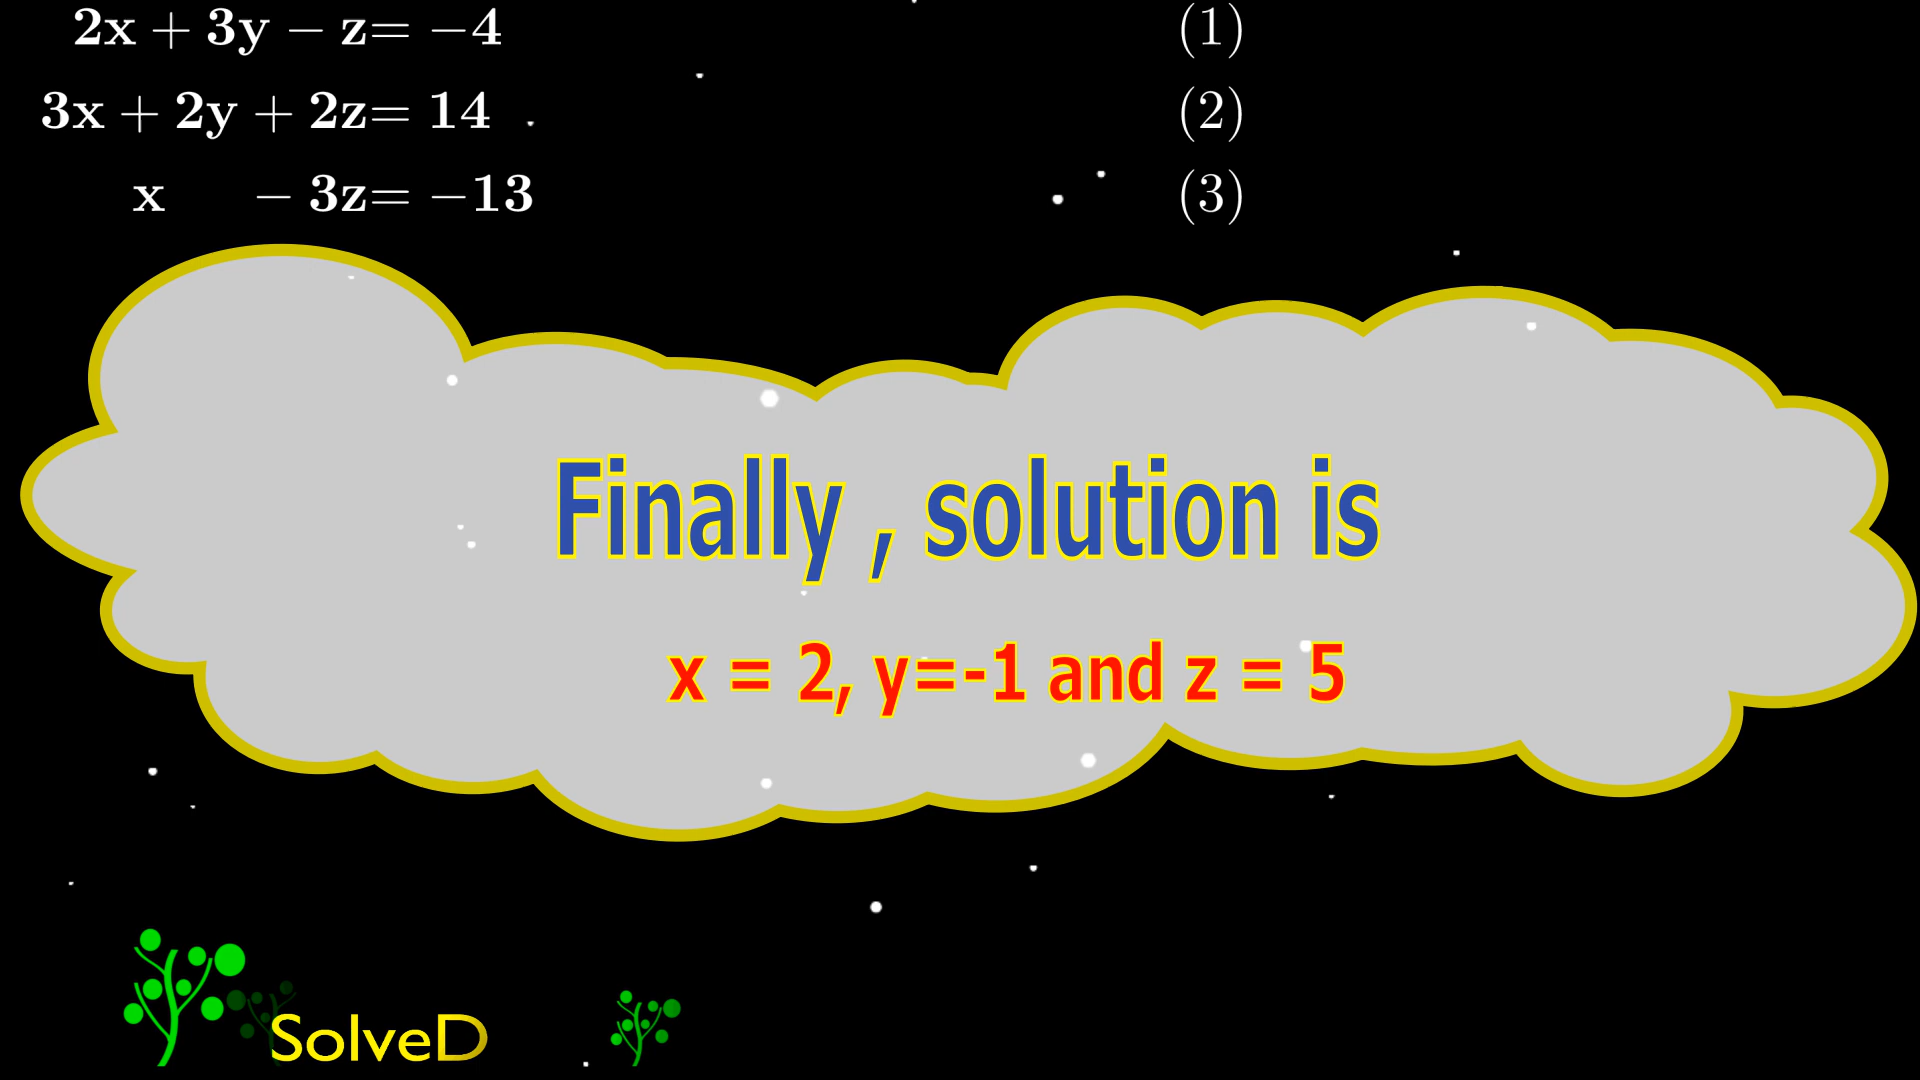 2x + 3y − z= −4 (1)
3x + 2y + 2z= 14 (2)
x − 3z= −13 (3)
Finally , solution is
x = 2, y=-1 and z = 5
SolveD